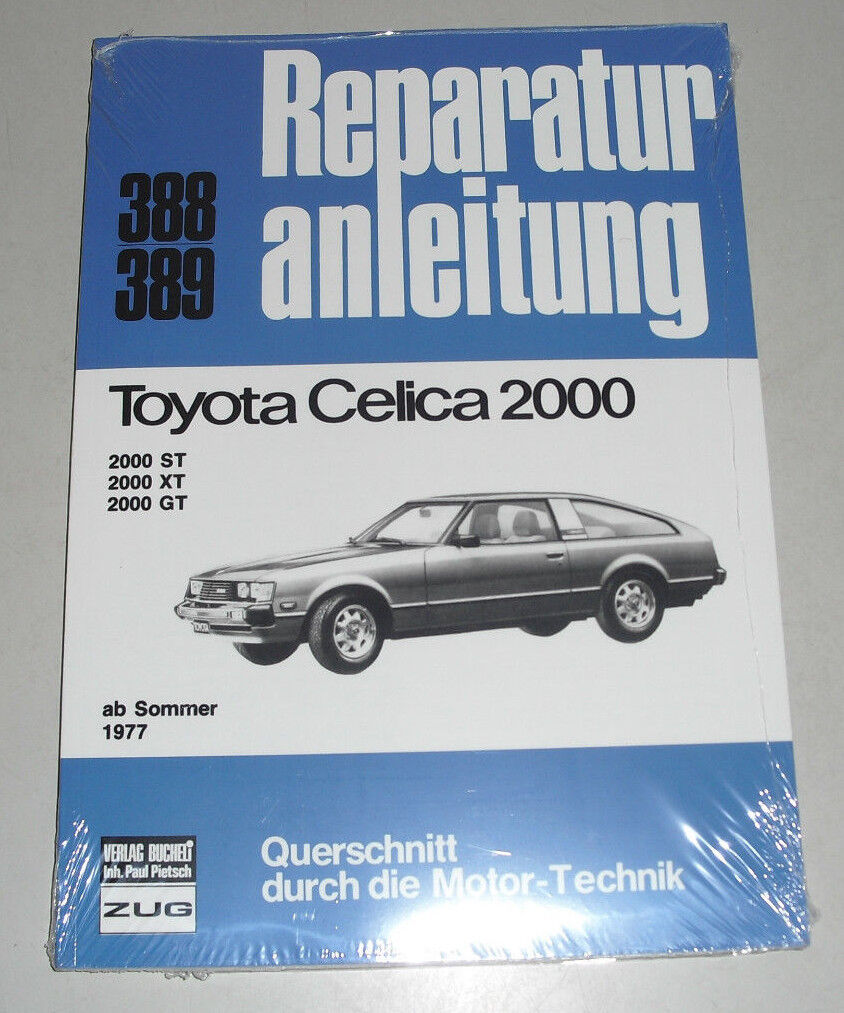 Reparatur
anleitung
388
389
Toyota Celica 2000
2000 ST
2000 XT
2000 GT
ab Sommer
1977
VERLAG BUCHELI
Inh. Paul Pietsch
ZUG
Querschnitt
durch die Motor-Technik